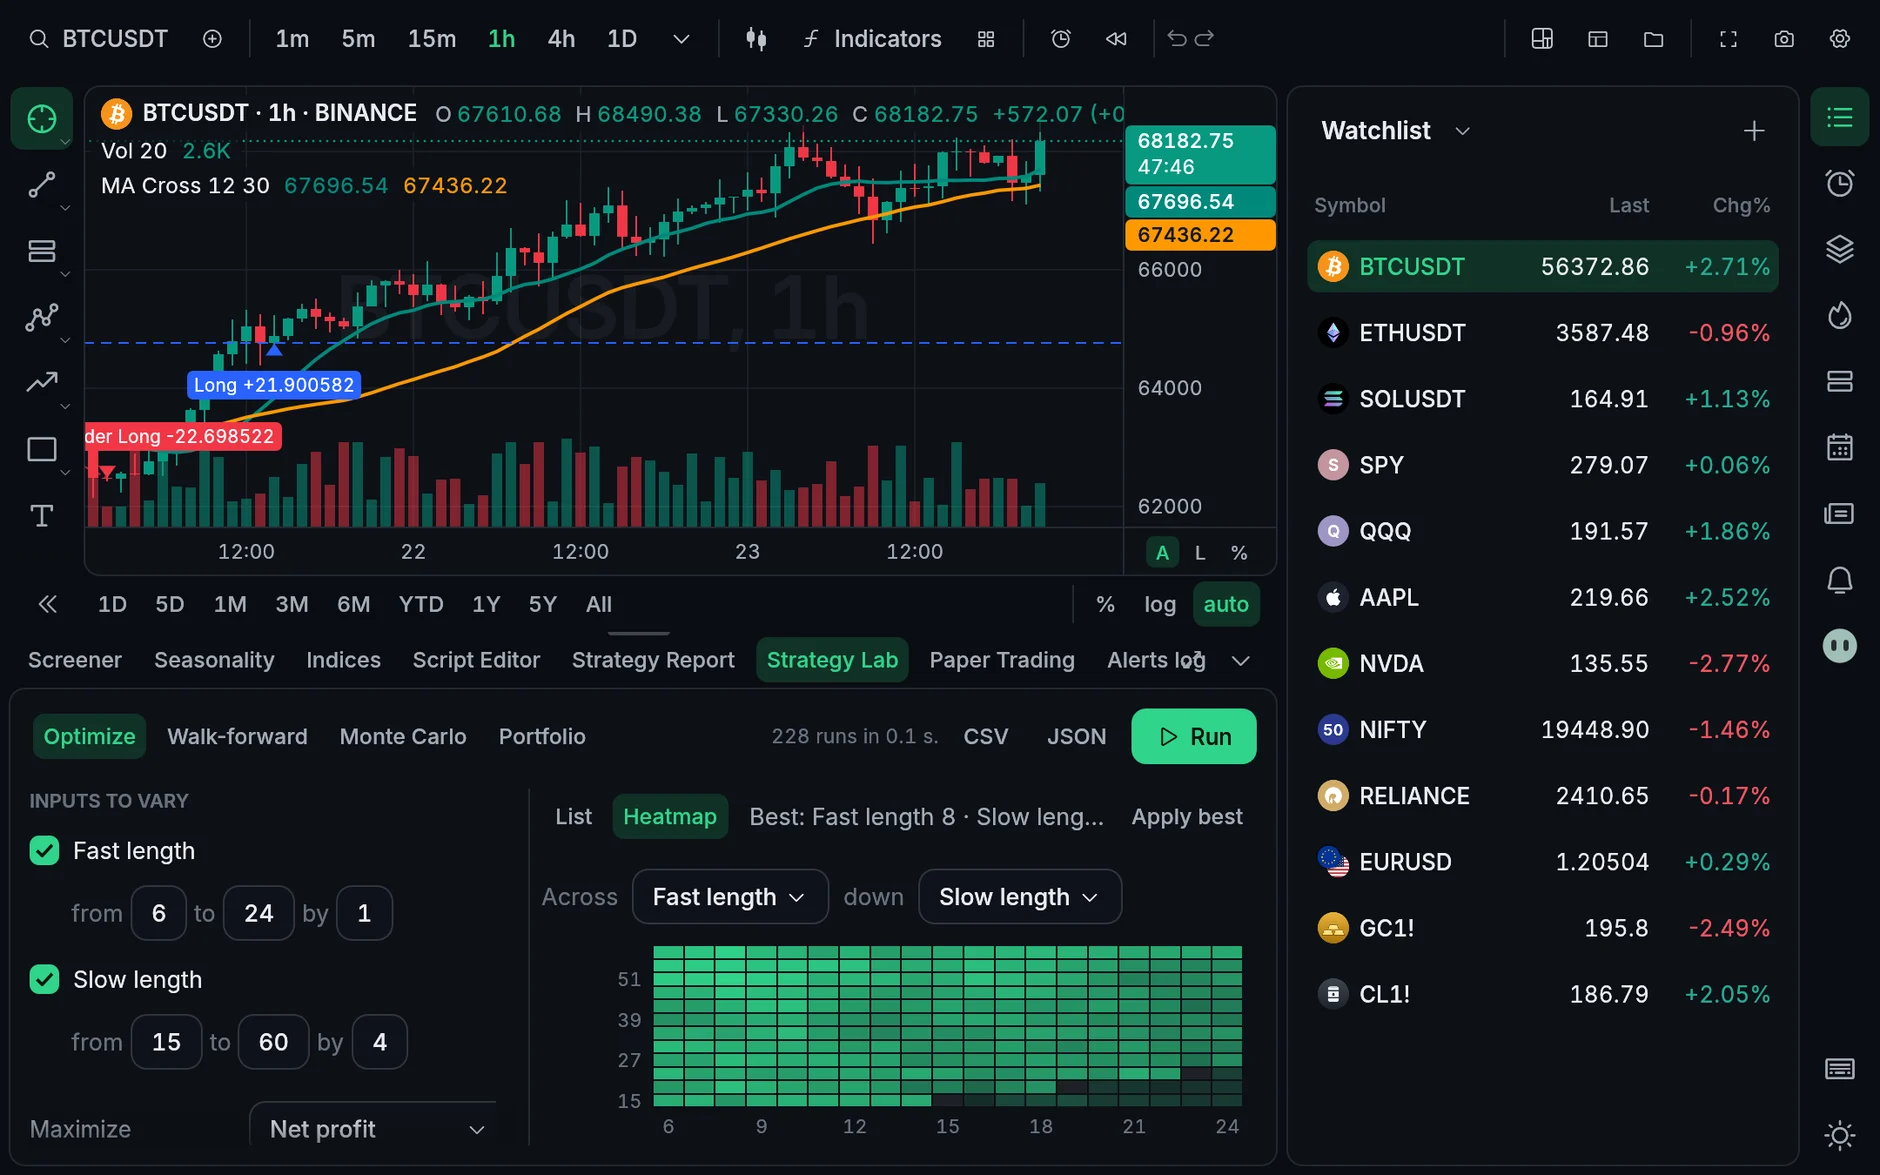 BTCUSDT 1m 5m 15m 1h 4h 1D Indicators
BTCUSDT · 1h · BINANCE O 67610.68 H 68490.38 L 67330.26 C 68182.75 +572.07 (+0
Vol 20 2.6K
MA Cross 12 30 67696.54 67436.22
BTCUSDT, 1h
Long +21.900582
der Long -22.698522
68182.75
47:46
67696.54
67436.22
66000
64000
62000
12:00 22 12:00 23 12:00
A L %
1D 5D 1M 3M 6M YTD 1Y 5Y All % log auto
Screener Seasonality Indices Script Editor Strategy Report Strategy Lab Paper Trading Alerts log
Optimize Walk-forward Monte Carlo Portfolio 228 runs in 0.1 s. CSV JSON Run
INPUTS TO VARY
Fast length
from 6 to 24 by 1
Slow length
from 15 to 60 by 4
Maximize Net profit
List Heatmap Best: Fast length 8 · Slow leng... Apply best
Across Fast length down Slow length
51
39
27
15
6 9 12 15 18 21 24
Watchlist
Symbol Last Chg%
BTCUSDT 56372.86 +2.71%
ETHUSDT 3587.48 -0.96%
SOLUSDT 164.91 +1.13%
S SPY 279.07 +0.06%
Q QQQ 191.57 +1.86%
AAPL 219.66 +2.52%
NVDA 135.55 -2.77%
50 NIFTY 19448.90 -1.46%
RELIANCE 2410.65 -0.17%
EURUSD 1.20504 +0.29%
GC1! 195.8 -2.49%
CL1! 186.79 +2.05%